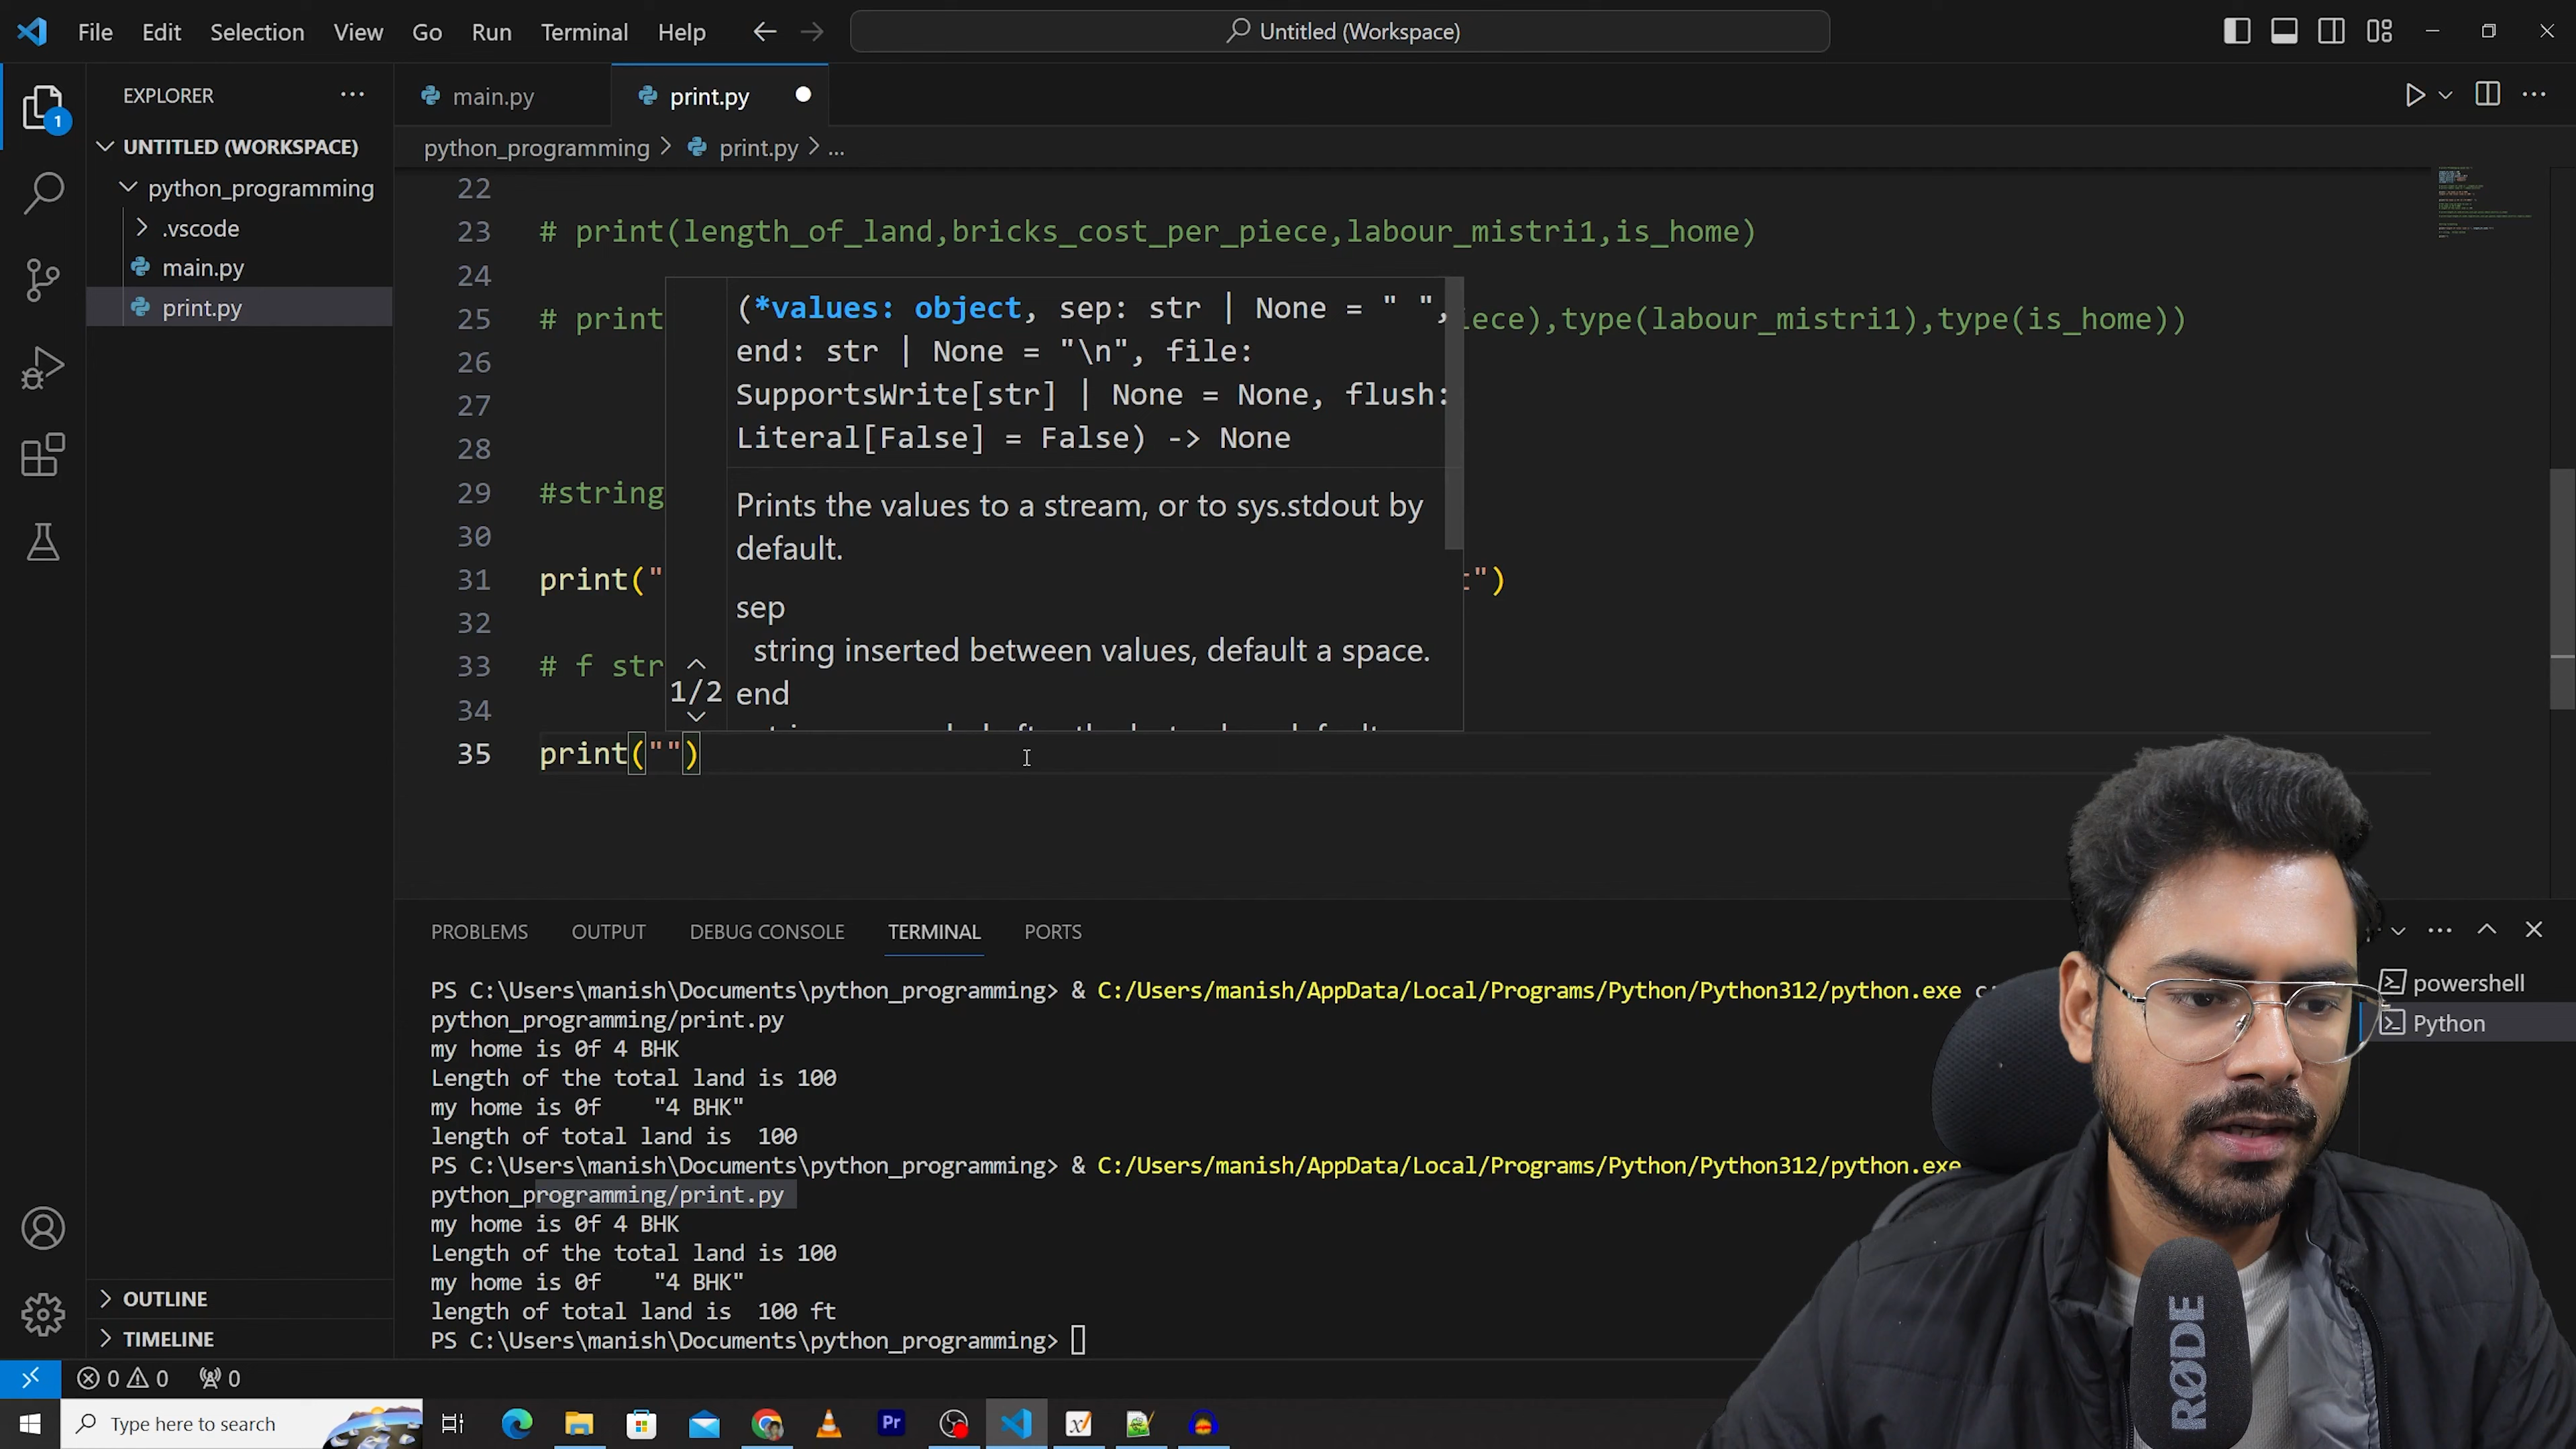 File Edit Selection View Go Run Terminal Help
Untitled (Workspace)
EXPLORER
1
UNTITLED (WORKSPACE)
python_programming
.vscode
main.py
print.py
OUTLINE
TIMELINE
main.py
print.py
python_programming > print.py > ...
22
23 # print(length_of_land,bricks_cost_per_piece,labour_mistri1,is_home)
24
25 # print iece),type(labour_mistri1),type(is_home))
26
27
28
29 #string
30
31 print(" t")
32
33 # f str
34
35 print("")
(*values: object, sep: str | None = " ",
end: str | None = "\n", file:
SupportsWrite[str] | None = None, flush:
Literal[False] = False) -> None
Prints the values to a stream, or to sys.stdout by
default.
sep
string inserted between values, default a space.
1/2
end
PROBLEMS OUTPUT DEBUG CONSOLE TERMINAL PORTS
PS C:\Users\manish\Documents\python_programming> & C:/Users/manish/AppData/Local/Programs/Python/Python312/python.exe
python_programming/print.py
my home is 0f 4 BHK
Length of the total land is 100
my home is 0f    "4 BHK"
length of total land is  100
PS C:\Users\manish\Documents\python_programming> & C:/Users/manish/AppData/Local/Programs/Python/Python312/python.exe
python_programming/print.py
my home is 0f 4 BHK
Length of the total land is 100
my home is 0f    "4 BHK"
length of total land is  100 ft
PS C:\Users\manish\Documents\python_programming>
powershell
Python
RØDE
0 0 0
Type here to search
Pr